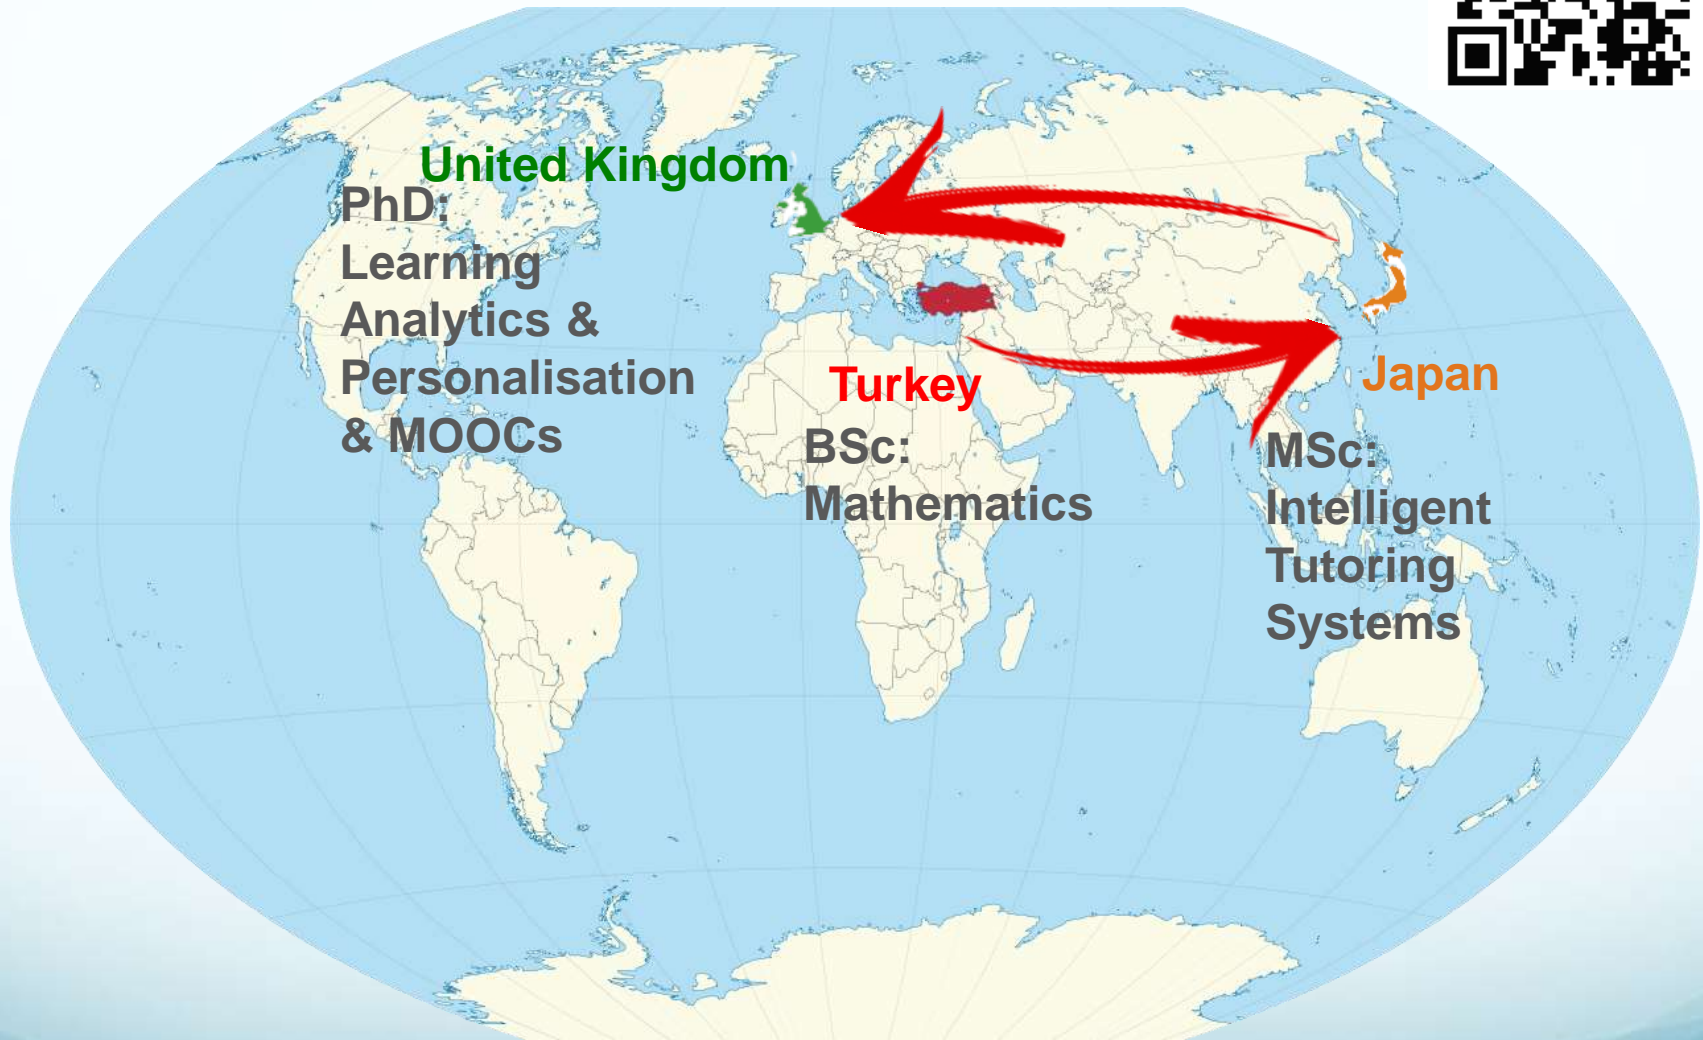 United Kingdom
PhD:
Learning
Analytics &
Personalisation
& MOOCs
Turkey
BSc:
Mathematics
Japan
MSc:
Intelligent
Tutoring
Systems